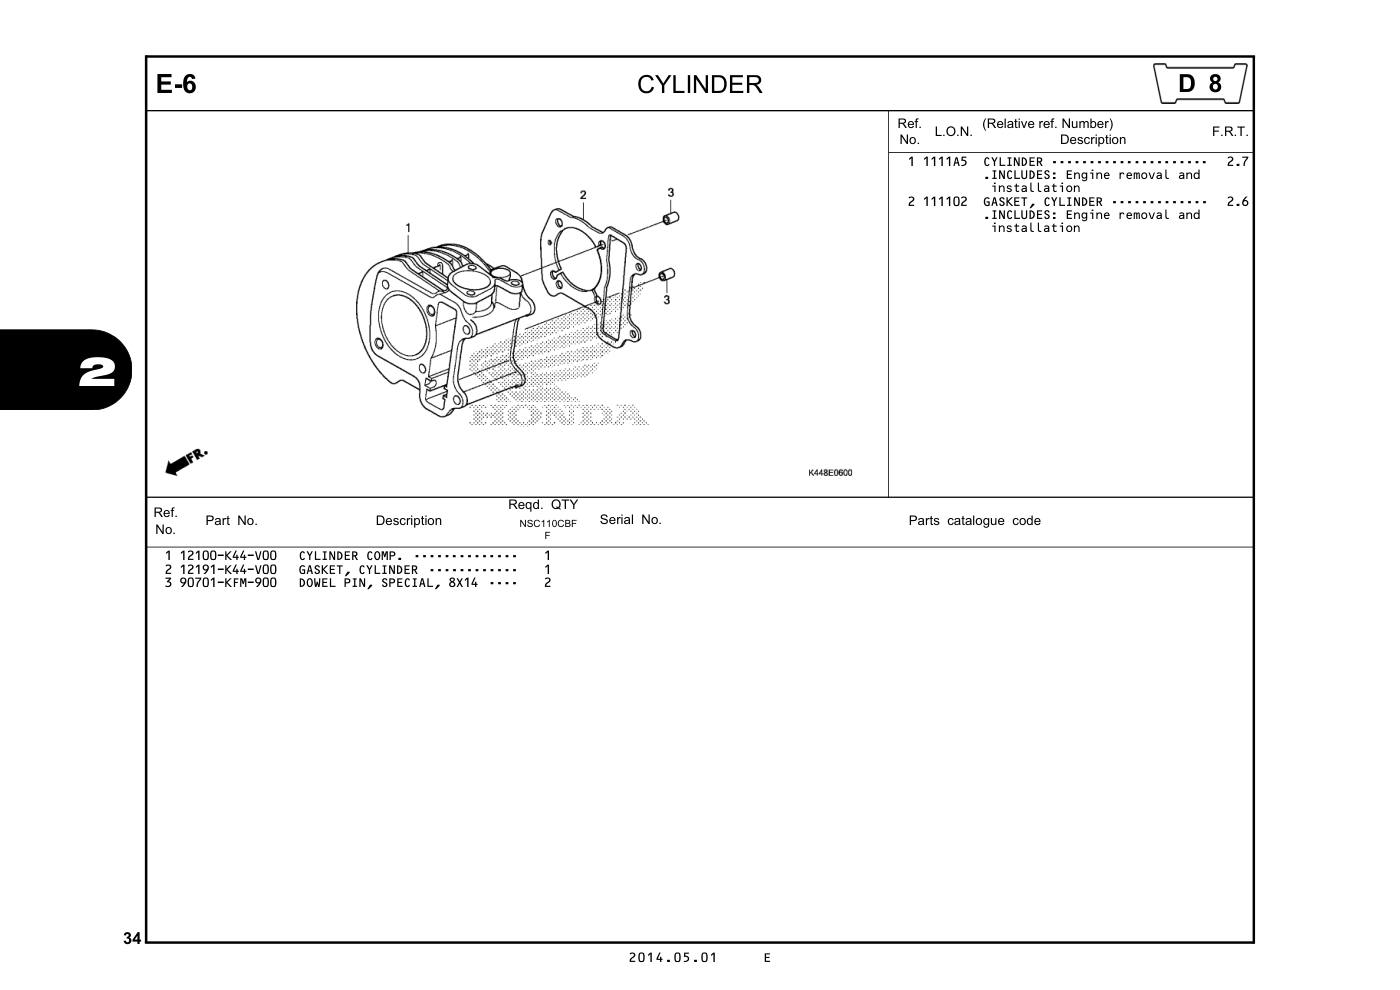 E-6
CYLINDER
D 8
Ref. No.
L.O.N.
(Relative ref. Number)
Description
F.R.T.
1 1111A5 CYLINDER --------------------- 2.7
.INCLUDES: Engine removal and
installation
2 111102 GASKET, CYLINDER ------------- 2.6
.INCLUDES: Engine removal and
installation
1
2
3
3
HONDA
FR.
K448E0600
2
Ref. No.
Part No.
Description
Reqd. QTY
NSC110CBF
F
Serial No.
Parts catalogue code
1 12100-K44-V00 CYLINDER COMP. -------------- 1
2 12191-K44-V00 GASKET, CYLINDER ------------ 1
3 90701-KFM-900 DOWEL PIN, SPECIAL, 8X14 ---- 2
34
2014.05.01 E